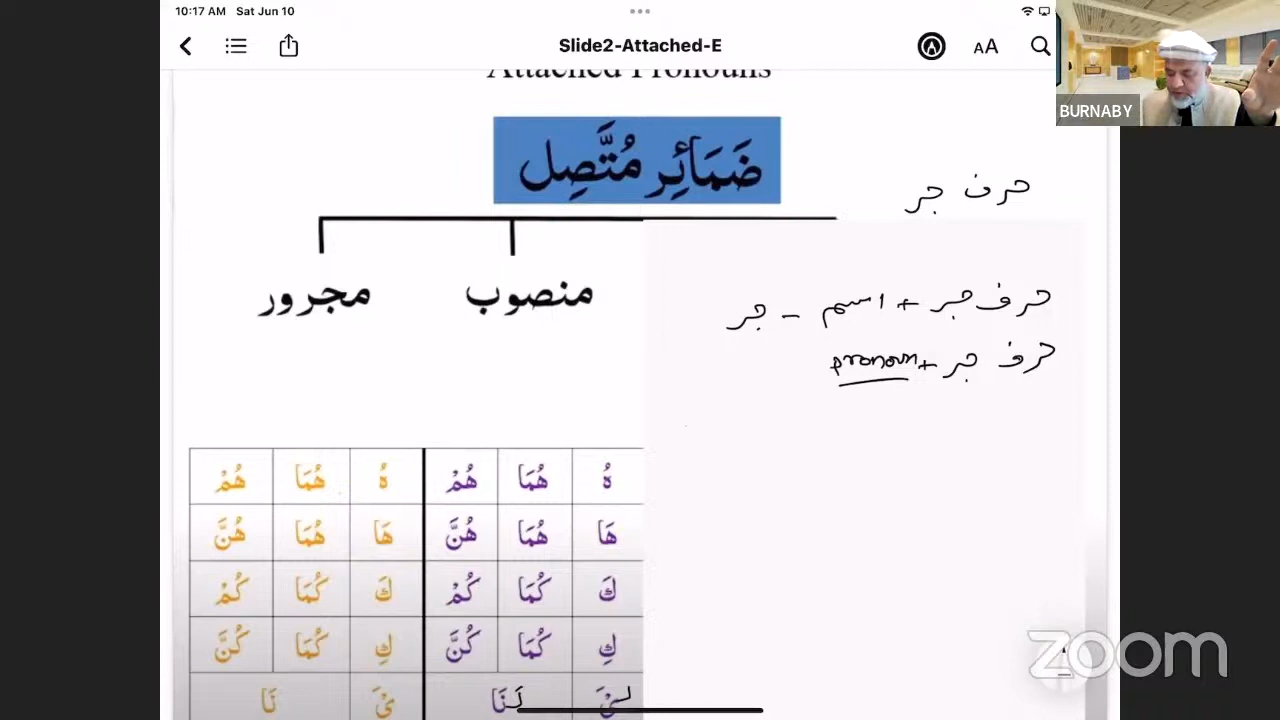 10:17 AM Sat Jun 10
Slide2-Attached-E
AA
BURNABY
Attached Pronouns
ضَمَائِر مُتَّصِل
حرف جر
منصوب مجرور
حرف جر + اسم - جر
حرف جر + pronoun
هُ هُمَا هُمْ هُ هُمَا هُمْ
هَا هُمَا هُنَّ هَا هُمَا هُنَّ
كَ كُمَا كُمْ كَ كُمَا كُمْ
كِ كُمَا كُنَّ كِ كُمَا كُنَّ
يْ نَا يْ نَا
zoom